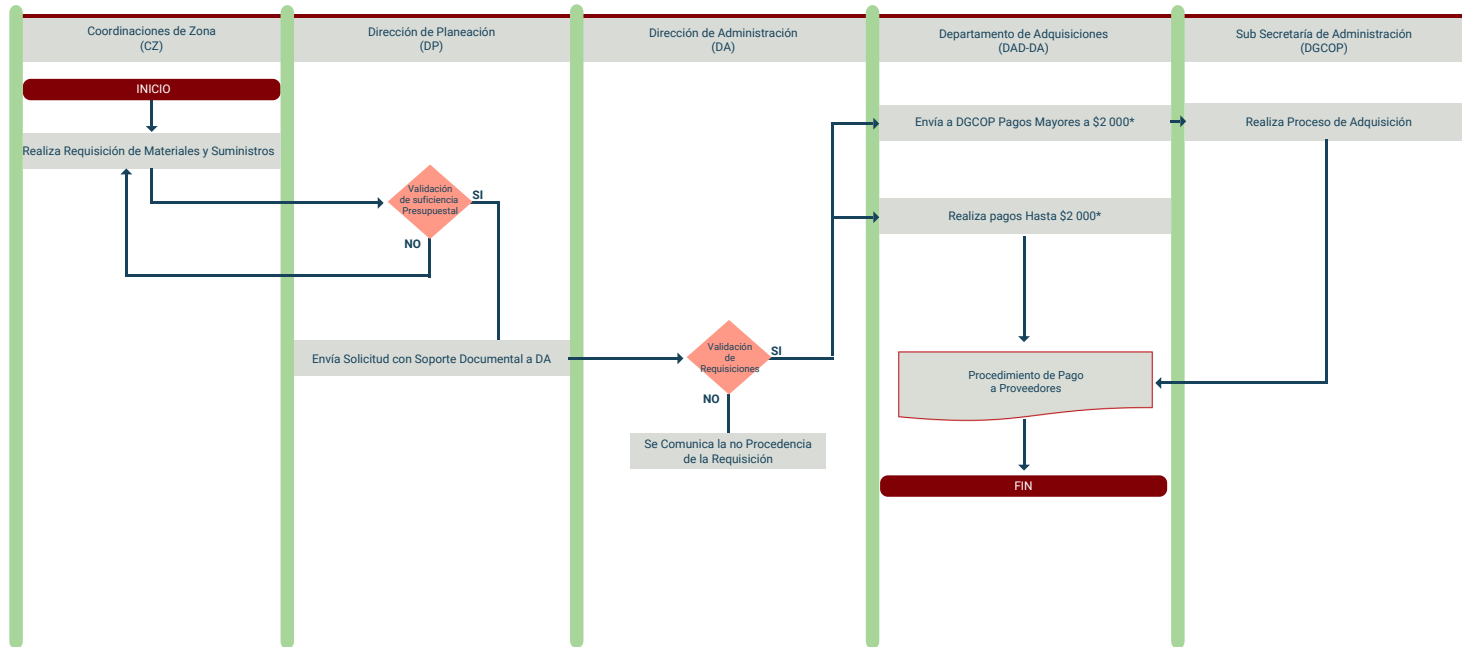 Coordinaciones de Zona
(CZ)
Dirección de Planeación
(DP)
Dirección de Administración
(DA)
Departamento de Adquisiciones
(DAD-DA)
Sub Secretaría de Administración
(DGCOP)
INICIO
Realiza Requisición de Materiales y Suministros
Validación
de suficiencia
Presupuestal
SI
NO
Envía Solicitud con Soporte Documental a DA
Validación
de
Requisiciones
SI
NO
Se Comunica la no Procedencia
de la Requisición
Envía a DGCOP Pagos Mayores a $2 000*
Realiza pagos Hasta $2 000*
Procedimiento de Pago
a Proveedores
FIN
Realiza Proceso de Adquisición